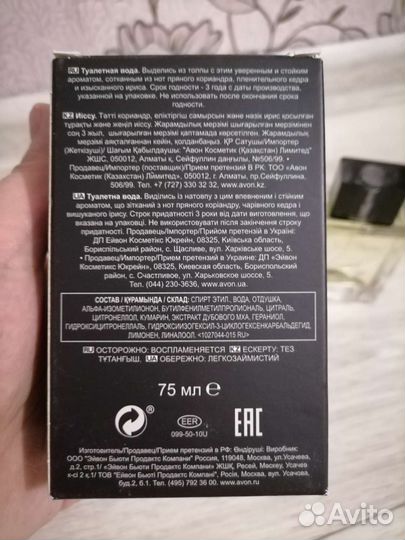 RU Туалетная вода. Выделись из толпы с этим уверенным и стойким
ароматом, сотканным из нот пряного кориандра, пленительного кедра
и изысканного ириса. Срок годности - 3 года с даты производства,
указанной на упаковке. Не использовать после окончания срока
годности.
KZ Иіссу. Тәтті кориандр, еліктіргіш самырсын және нәзік ирис қосылған
тұрақты және жеңіл иіссу. Жарамдылық мерзімі шығарылған мерзімінен
соң 3 жыл. шығарылған мерзімі қаптамада көрсетілген. Жарамдылық
мерзімі аяқталғаннан кейін, қолданбаңыз. ҚР Сатушы/Импортер
(Жеткізуші)/ Шағым Қабылдаушы: "Авон Косметикс (Қазақстан) Лимитед"
ЖШС, 050012, Алматы к, Сейфуллин даңғылы, №506/99. •
Продавец/Импортер/Прием претензий В РК. ТОО «Авон
Косметикс (Казахстан) Лимитед», 050012, г. Алматы, пр.Сейфуллина,
506/99. Тел. +7 (727) 330 32 32, www.avon.kz.
UA Туалетна вода. Виділись із натовпу з цим впевненим і стійким
ароматом, що зітканий з нот пряного коріандру, чарівного кедра і
вишуканого ірису. Строк придатності 3 роки від дати виготовлення, що
вказана на упаковці. Не використовувати після закінчення строку
придатності. Продавець/Імпортер/Прийом претензій в Україні:
ДП Ейвон Косметікс Юкрейн, 08325, Київська область,
Бориспільский район, с. Щасливе, вул. Харківське шосе, 5.
• Продавец/Импортер/Прием претензий в Украине: ДП «Эйвон
Косметикс Юкрейн», 08325, Киевская область, Бориспольский
район, с. Счастливое, ул. Харьковское шоссе, 5.
Тел. (044) 230-3636, www.avon.ua.
СОСТАВ / ҚҰРАМЫНДА / СКЛАД: СПИРТ ЭТИЛ., ВОДА, ОТДУШКА,
АЛЬФА-ИЗОМЕТИЛИОНОН, БУТИЛФЕНИЛМЕТИЛПРОПИОНАЛЬ, ЦИТРАЛЬ,
ЦИТРОНЕЛЛОЛ, КУМАРИН, ЭКСТРАКТ ДУБОВОГО МХА, ГЕРАНИОЛ,
ГИДРОКСИЦИТРОНЕЛЛАЛЬ, ГИДРОКСИИЗОГЕКСИЛ-3-ЦИКЛОГЕКСЕНКАРБАЛЬДЕГИД,
ЛИМОНЕН, ЛИНАЛООЛ. <1027044-015 RU>
RU ОСТОРОЖНО: ВОСПЛАМЕНЯЕТСЯ KZ ЕСКЕРТУ: ТЕЗ
ТҰТАНҒЫШ. UA ОБЕРЕЖНО: ЛЕГКОЗАЙМИСТИЙ
75 мл ℮
EER
099-50-10U
EAC
Изготовитель/Продавец/Прием претензий в РФ: Өндіруші: Виробник:
ООО "Эйвон Бьюти Продактс Компани" Россия, 119048, Москва, ул. Усачева,
д.2, стр.1/ «Эйвон Бьюти Продактс Компани» ЖШҚ, Ресей, Мәскеу, Усачев
к-сі 2 қ.1/ ТОВ "Ейвон Бьюті Продактс Компані", Росія, Москва, вул. Усачова,
буд.2, б.1. Тел. (495) 792 36 00. www.avon.ru
Avito